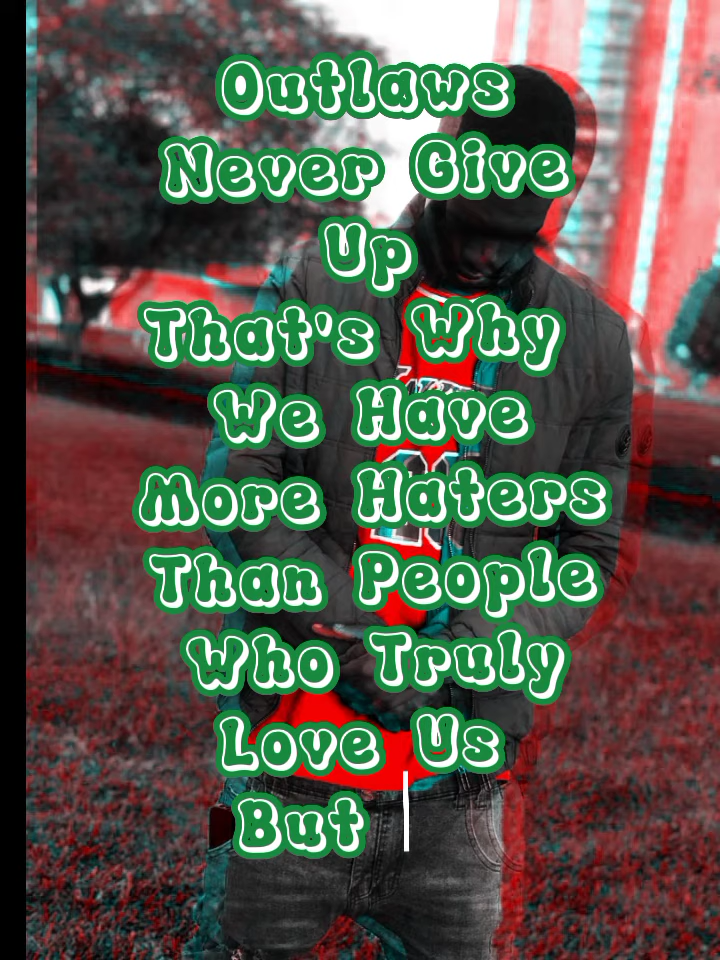 Outlaws
Never Give
Up
That's Why
We Have
More Haters
Than People
Who Truly
Love Us
But